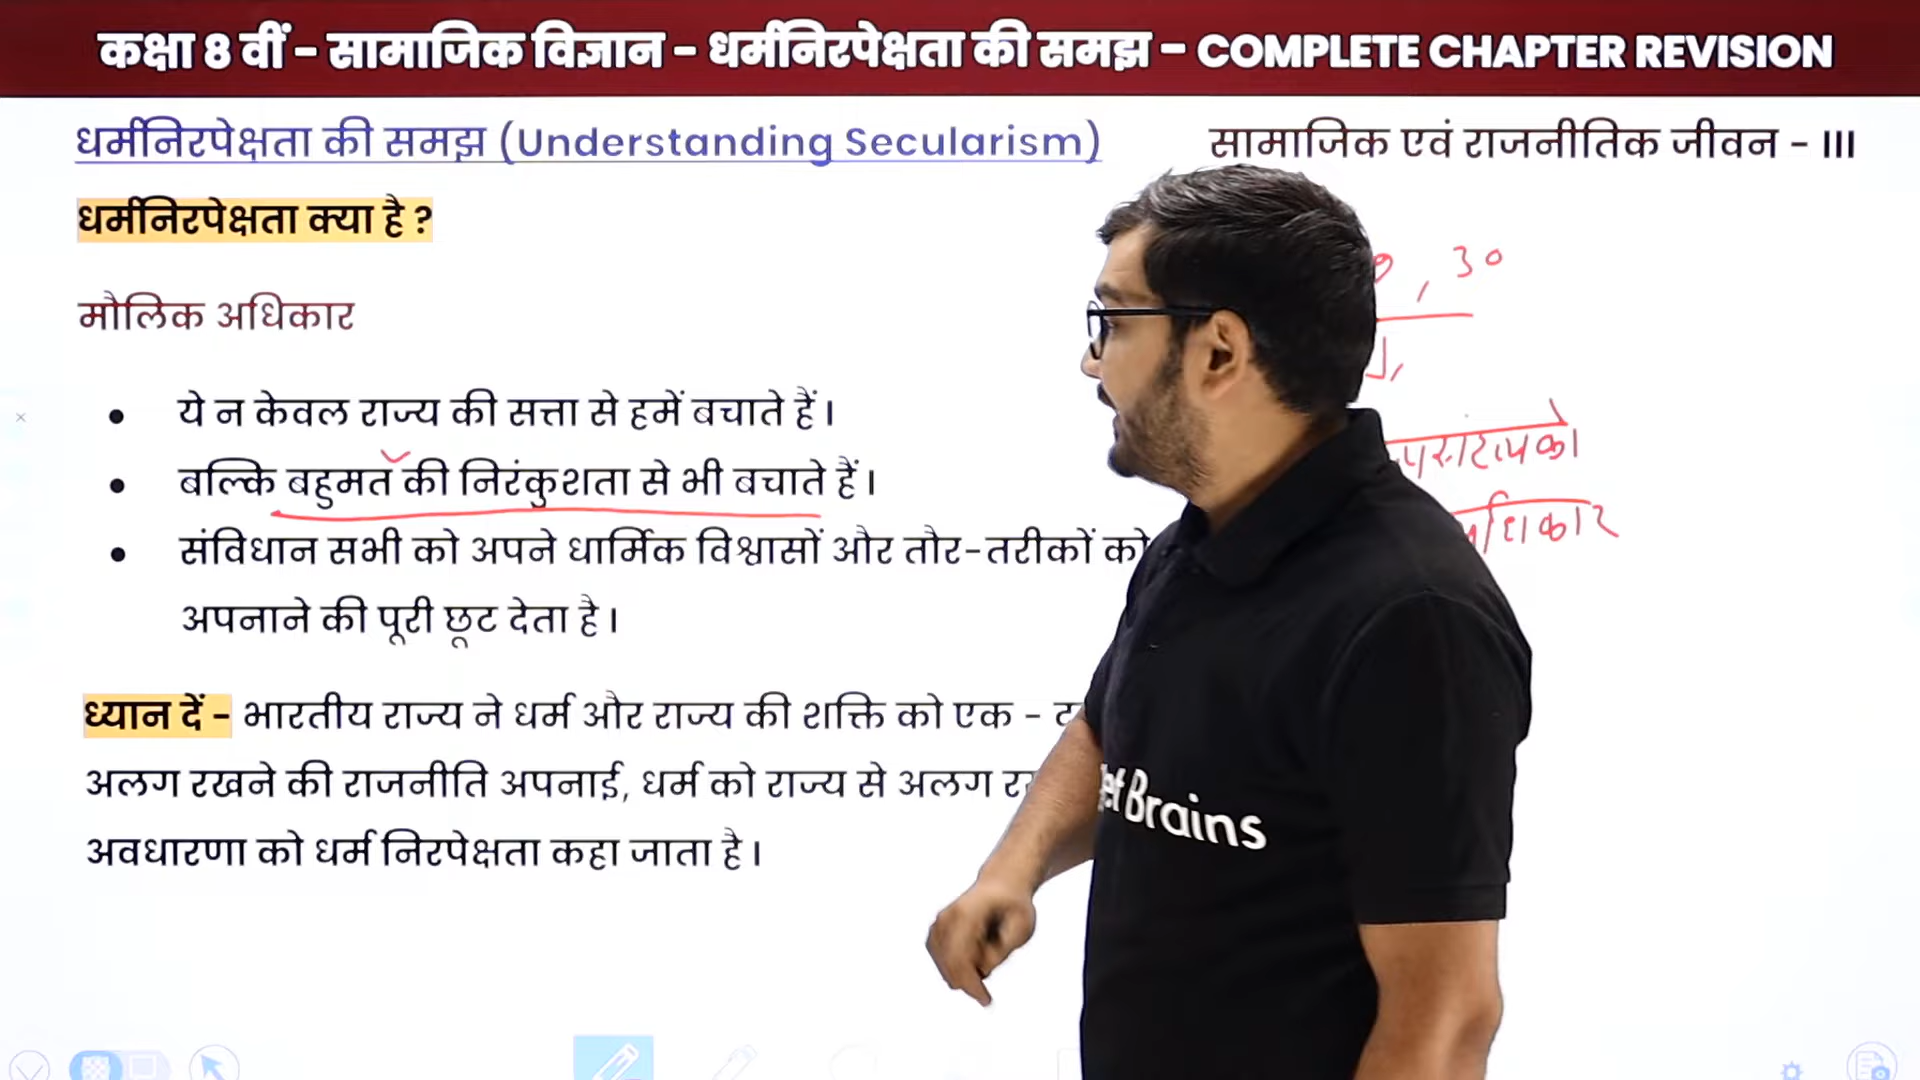 कक्षा 8 वीं - सामाजिक विज्ञान - धर्मनिरपेक्षता की समझ – COMPLETE CHAPTER REVISION
धर्मनिरपेक्षता की समझ (Understanding Secularism)
सामाजिक एवं राजनीतिक जीवन - III
धर्मनिरपेक्षता क्या है ?
30
मौलिक अधिकार
ये न केवल राज्य की सत्ता से हमें बचाते हैं ।
बल्कि बहुमत की निरंकुशता से भी बचाते हैं ।
संविधान सभी को अपने धार्मिक विश्वासों और तौर-तरीकों को
अपनाने की पूरी छूट देता है ।
ध्यान दें - भारतीय राज्य ने धर्म और राज्य की शक्ति को एक -
अलग रखने की राजनीति अपनाई, धर्म को राज्य से अलग
अवधारणा को धर्म निरपेक्षता कहा जाता है ।
Brains